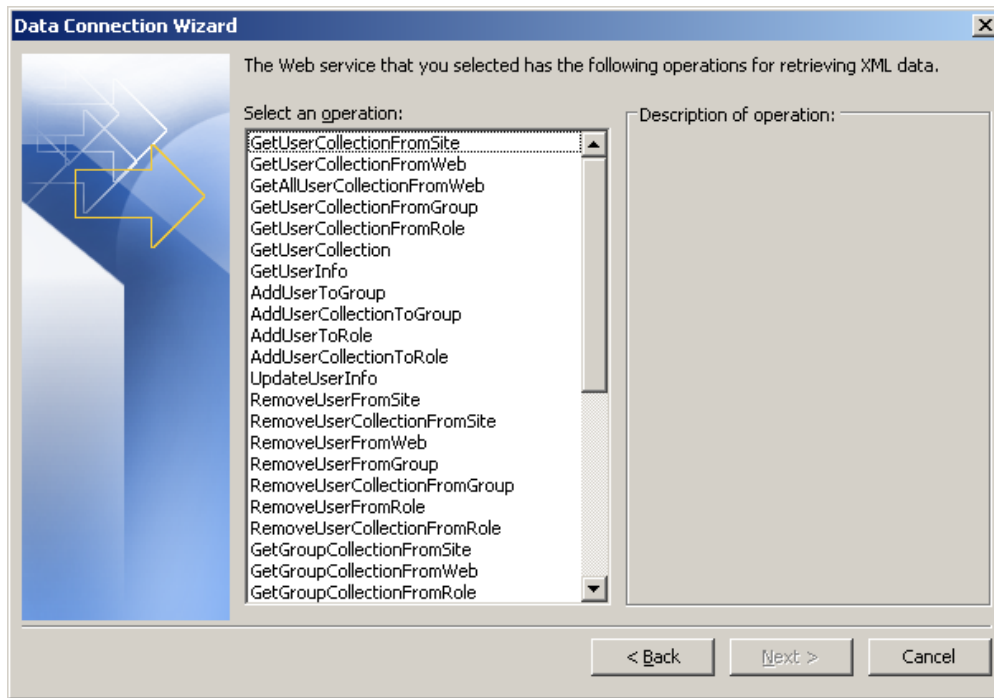 Data Connection Wizard
The Web service that you selected has the following operations for retrieving XML data.
Select an operation:
GetUserCollectionFromSite
GetUserCollectionFromWeb
GetAllUserCollectionFromWeb
GetUserCollectionFromGroup
GetUserCollectionFromRole
GetUserCollection
GetUserInfo
AddUserToGroup
AddUserCollectionToGroup
AddUserToRole
AddUserCollectionToRole
UpdateUserInfo
RemoveUserFromSite
RemoveUserCollectionFromSite
RemoveUserFromWeb
RemoveUserFromGroup
RemoveUserCollectionFromGroup
RemoveUserFromRole
RemoveUserCollectionFromRole
GetGroupCollectionFromSite
GetGroupCollectionFromWeb
GetGroupCollectionFromRole
Description of operation:
< Back
Next >
Cancel